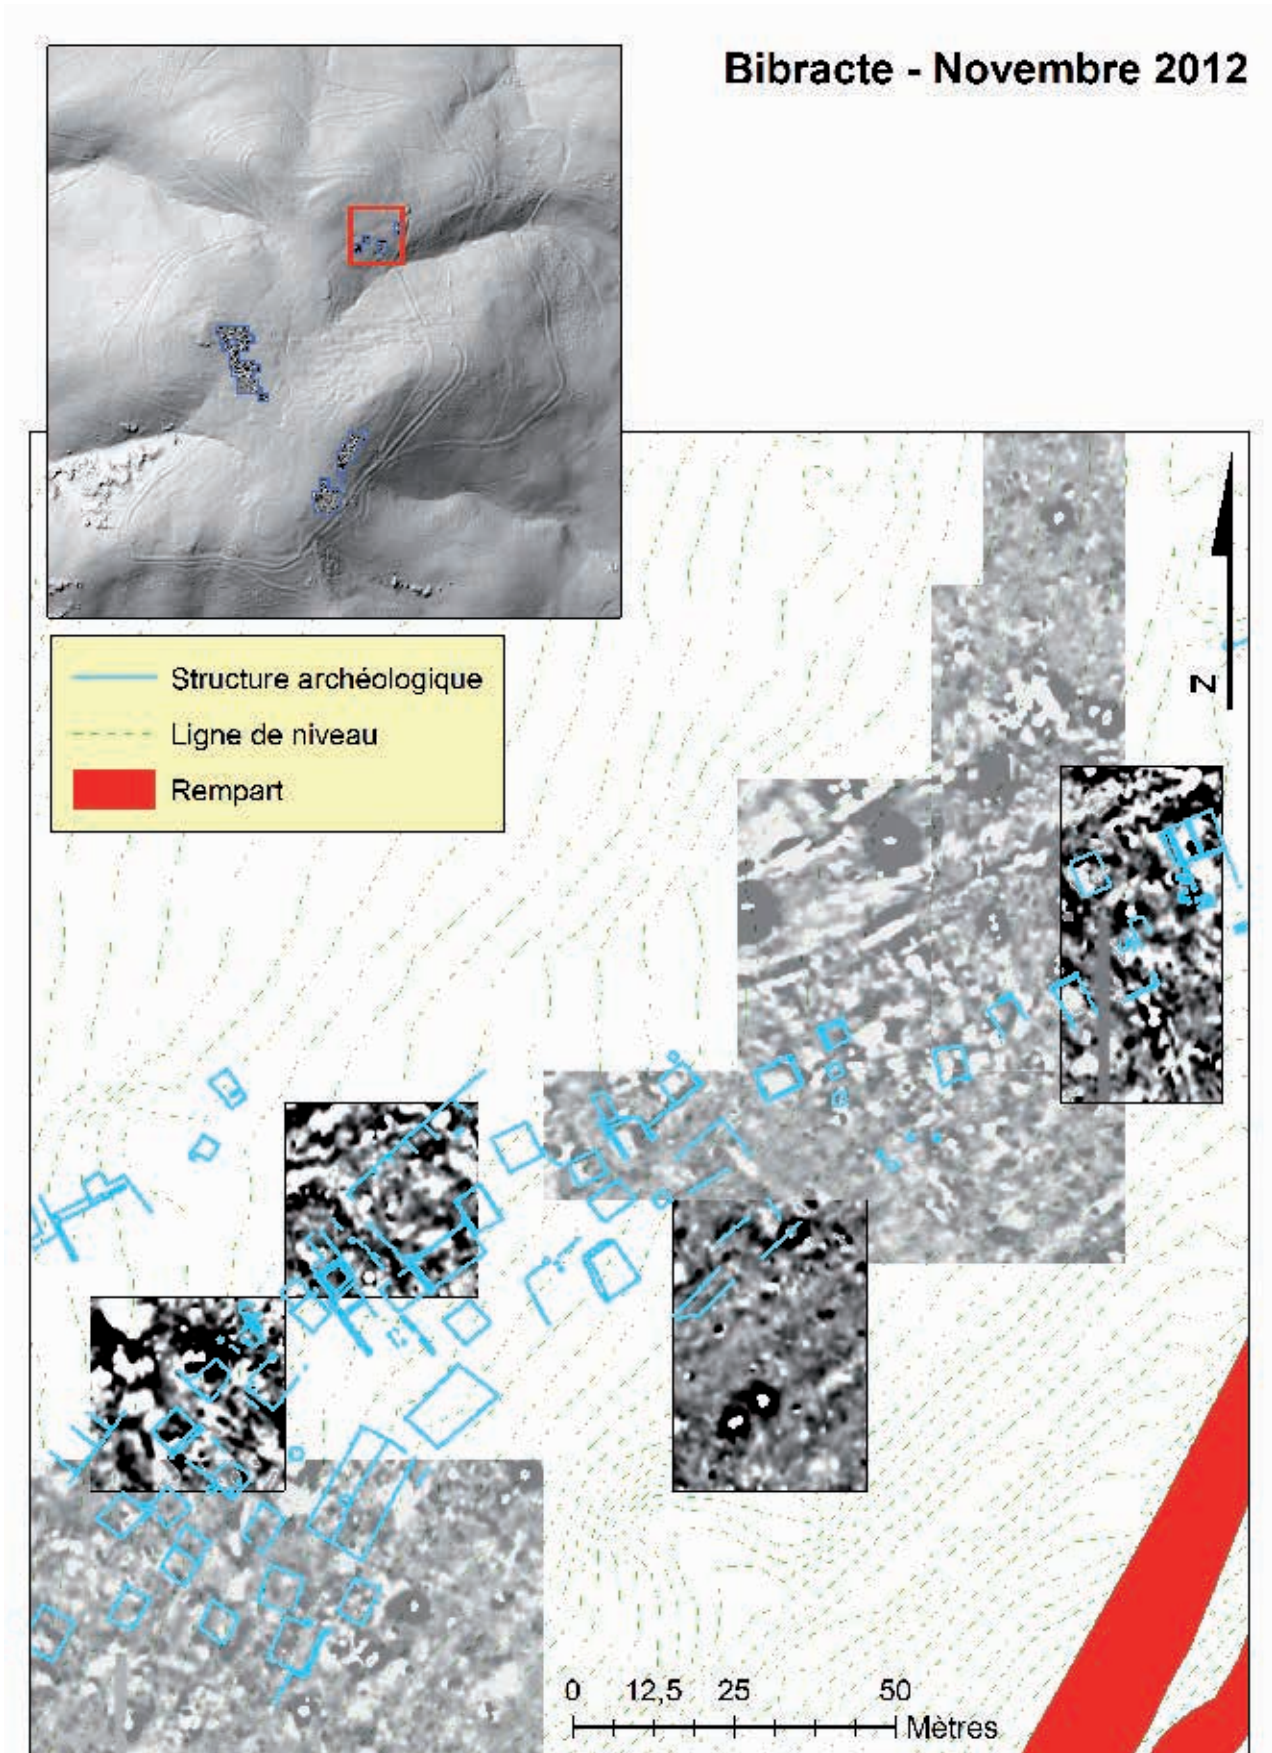 Bibracte - Novembre 2012
Structure archéologique
Ligne de niveau
Rempart
N
0 12,5 25 50
Mètres